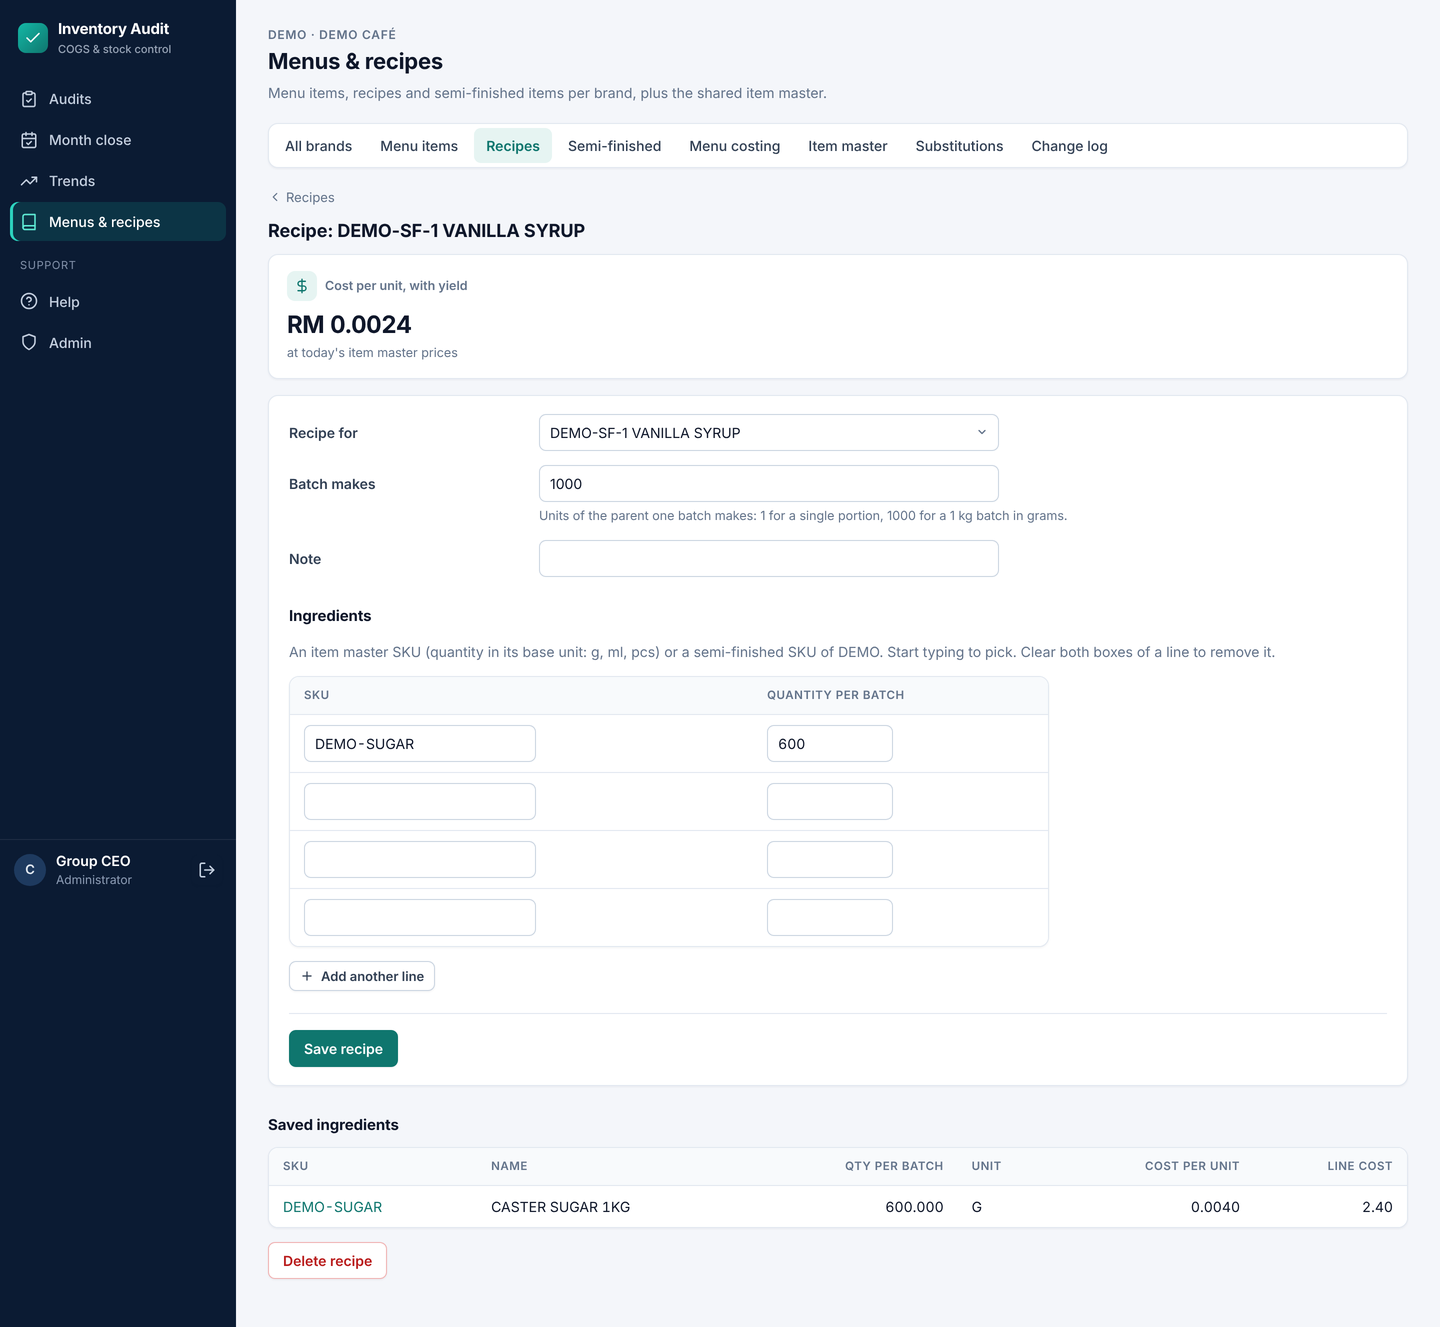 Inventory Audit
COGS & stock control
Audits
Month close
Trends
Menus & recipes
SUPPORT
Help
Admin
C
Group CEO
Administrator
DEMO · DEMO CAFÉ
Menus & recipes
Menu items, recipes and semi-finished items per brand, plus the shared item master.
All brands Menu items Recipes Semi-finished Menu costing Item master Substitutions Change log
Recipes
Recipe: DEMO-SF-1 VANILLA SYRUP
$ Cost per unit, with yield
RM 0.0024
at today's item master prices
Recipe for DEMO-SF-1 VANILLA SYRUP
Batch makes 1000
Units of the parent one batch makes: 1 for a single portion, 1000 for a 1 kg batch in grams.
Note
Ingredients
An item master SKU (quantity in its base unit: g, ml, pcs) or a semi-finished SKU of DEMO. Start typing to pick. Clear both boxes of a line to remove it.
SKU QUANTITY PER BATCH
DEMO-SUGAR 600
+ Add another line
Save recipe
Saved ingredients
SKU NAME QTY PER BATCH UNIT COST PER UNIT LINE COST
DEMO-SUGAR CASTER SUGAR 1KG 600.000 G 0.0040 2.40
Delete recipe